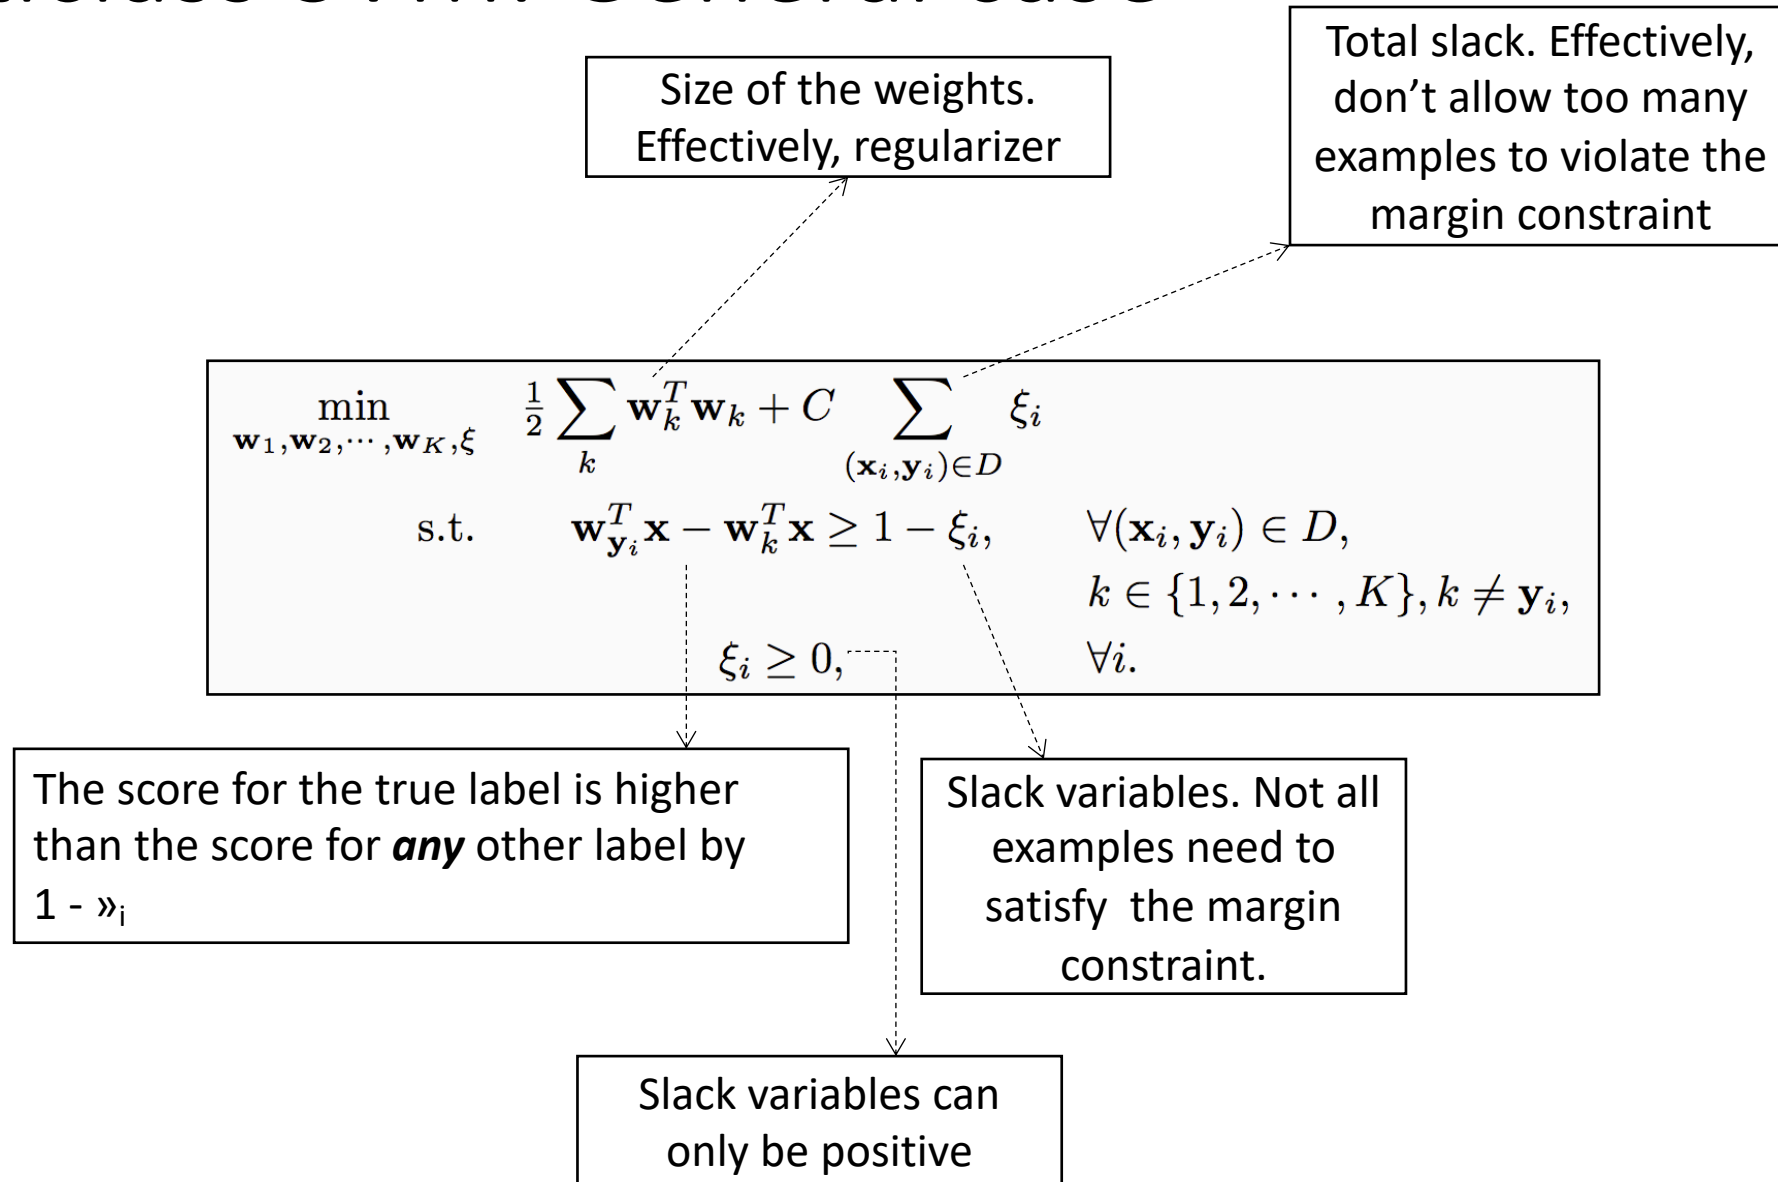 Size of the weights.
Effectively, regularizer
Total slack. Effectively,
don’t allow too many
examples to violate the
margin constraint
min_{w_1,w_2,⋯,w_K,ξ} ½ ∑_k w_k^T w_k + C ∑_{(x_i,y_i)∈D} ξ_i
s.t. w_{y_i}^T x − w_k^T x ≥ 1 − ξ_i, ∀(x_i, y_i) ∈ D,
k ∈ {1, 2, ⋯ , K}, k ≠ y_i,
ξ_i ≥ 0, ∀i.
The score for the true label is higher
than the score for any other label by
1 - »i
Slack variables. Not all
examples need to
satisfy the margin
constraint.
Slack variables can
only be positive